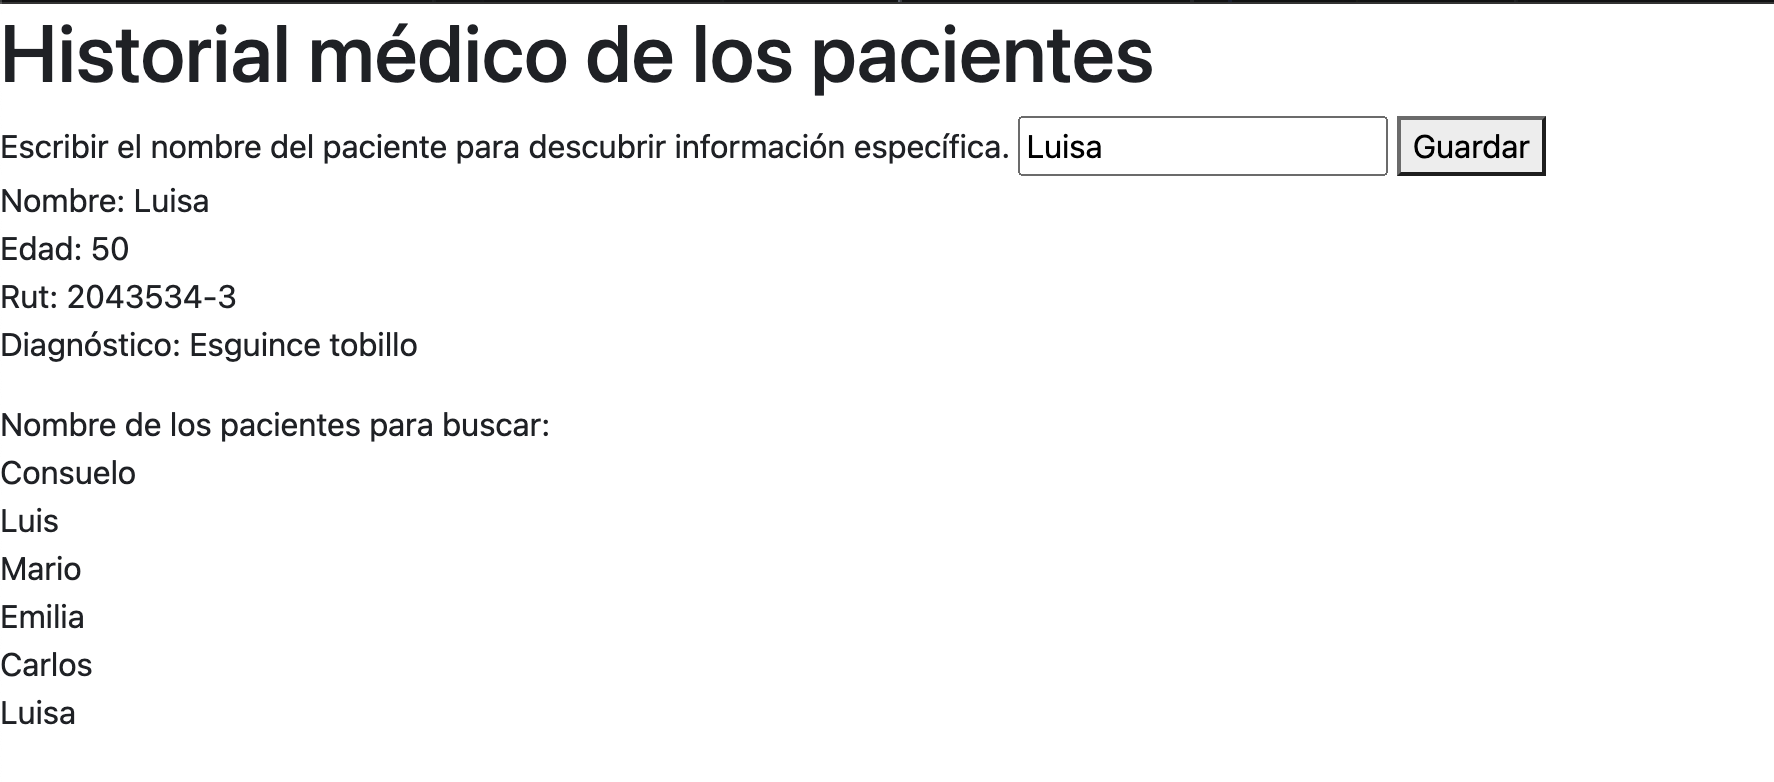 Historial médico de los pacientes
Escribir el nombre del paciente para descubrir información específica. Luisa Guardar
Nombre: Luisa
Edad: 50
Rut: 2043534-3
Diagnóstico: Esguince tobillo
Nombre de los pacientes para buscar:
Consuelo
Luis
Mario
Emilia
Carlos
Luisa